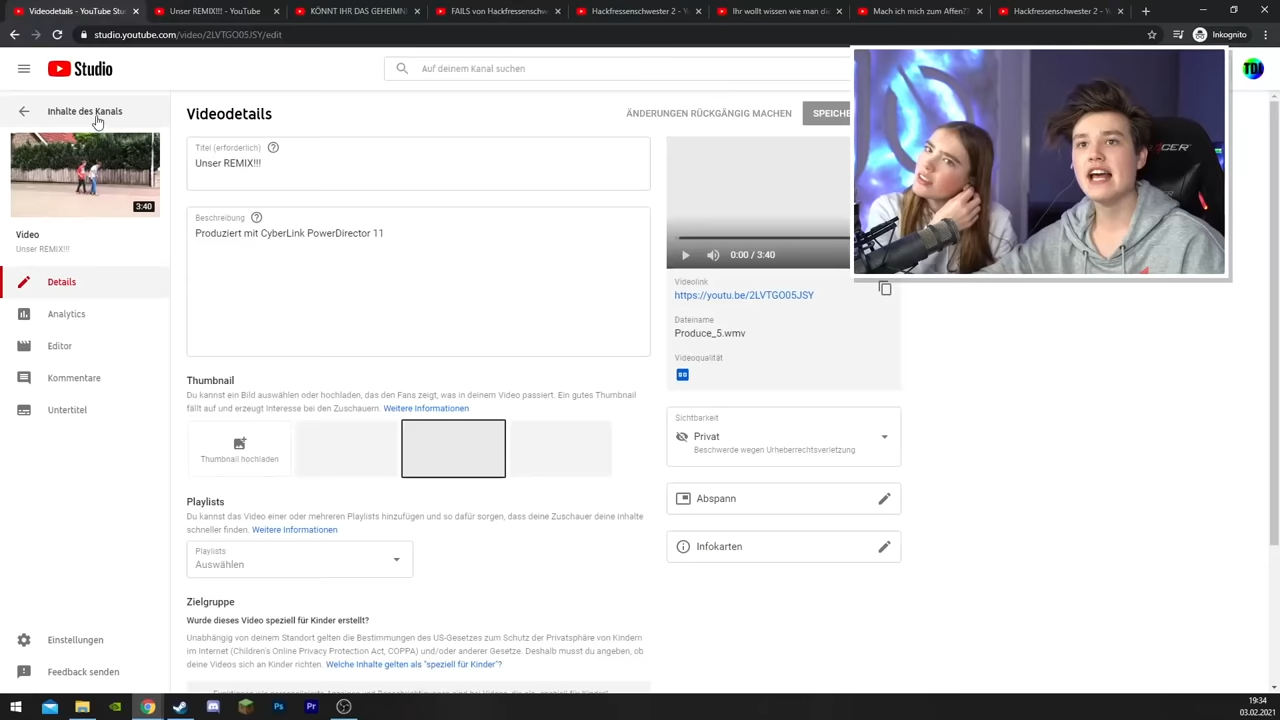 Videodetails - YouTube Stu
Unser REMIX!!! - YouTube
KÖNNT IHR DAS GEHEIMN
FAILS von Hackfressenschw
Hackfressenschwester 2 -
Ihr wollt wissen wie man di
Mach ich mich zum Affen??
Hackfressenschwester 2 - Y
studio.youtube.com/video/2LVTGO05JSY/edit
Inkognito
Studio
Auf deinem Kanal suchen
TDJ
Inhalte des Kanals
3:40
Video
Unser REMIX!!!
Details
Analytics
Editor
Kommentare
Untertitel
Einstellungen
Feedback senden
Videodetails
ÄNDERUNGEN RÜCKGÄNGIG MACHEN
SPEICHE
Titel (erforderlich)
Unser REMIX!!!
Beschreibung
Produziert mit CyberLink PowerDirector 11
Thumbnail
Du kannst ein Bild auswählen oder hochladen, das den Fans zeigt, was in deinem Video passiert. Ein gutes Thumbnail
fällt auf und erzeugt Interesse bei den Zuschauern. Weitere Informationen
Thumbnail hochladen
Playlists
Du kannst das Video einer oder mehreren Playlists hinzufügen und so dafür sorgen, dass deine Zuschauer deine Inhalte
schneller finden. Weitere Informationen
Playlists
Auswählen
Zielgruppe
Wurde dieses Video speziell für Kinder erstellt?
Unabhängig von deinem Standort gelten die Bestimmungen des US-Gesetzes zum Schutz der Privatsphäre von Kindern
im Internet (Children's Online Privacy Protection Act, COPPA) und/oder anderer Gesetze. Deshalb musst du angeben, ob
deine Videos sich an Kinder richten. Welche Inhalte gelten als "speziell für Kinder"?
0:00 / 3:40
Videolink
https://youtu.be/2LVTGO05JSY
Dateiname
Produce_5.wmv
Videoqualität
SD
Sichtbarkeit
Privat
Beschwerde wegen Urheberrechtsverletzung
Abspann
Infokarten
Ps
Pr
19:34
03.02.2021